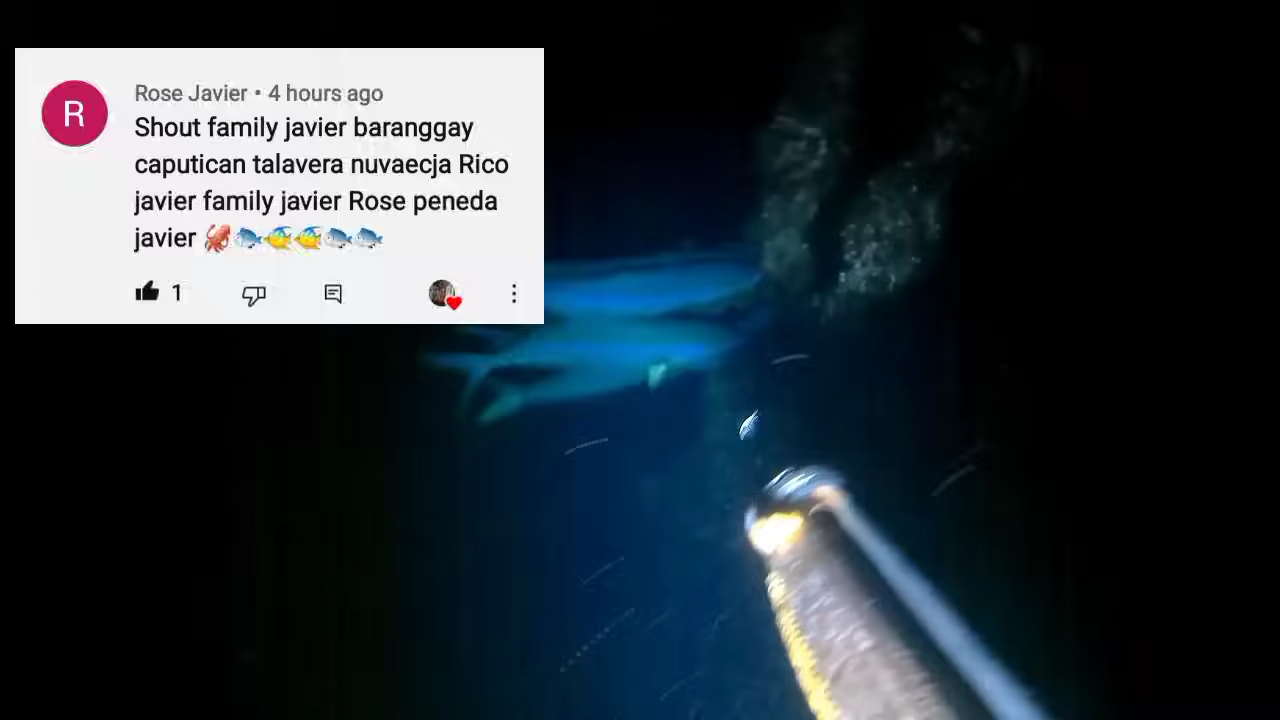 R
Rose Javier • 4 hours ago
Shout family javier baranggay
caputican talavera nuvaecja Rico
javier family javier Rose peneda
javier 🦑🐟🐠🐠🐟🐟
1